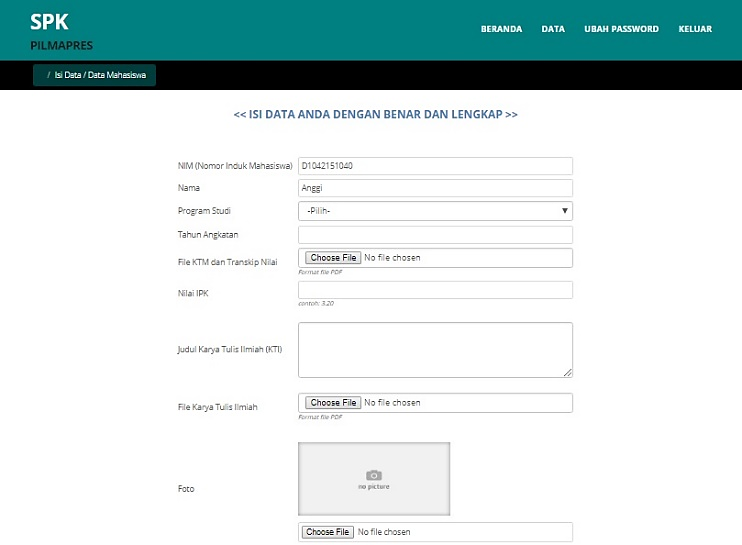 SPK
PILMAPRES
BERANDA DATA UBAH PASSWORD KELUAR
/ Isi Data / Data Mahasiswa
<< ISI DATA ANDA DENGAN BENAR DAN LENGKAP >>
NIM (Nomor Induk Mahasiswa) D1042151040
Nama Anggi
Program Studi -Pilih-
Tahun Angkatan
File KTM dan Transkip Nilai Choose File No file chosen
Format file PDF
Nilai IPK
contoh: 3.20
Judul Karya Tulis Ilmiah (KTI)
File Karya Tulis Ilmiah Choose File No file chosen
Format file PDF
no picture
Foto
Choose File No file chosen